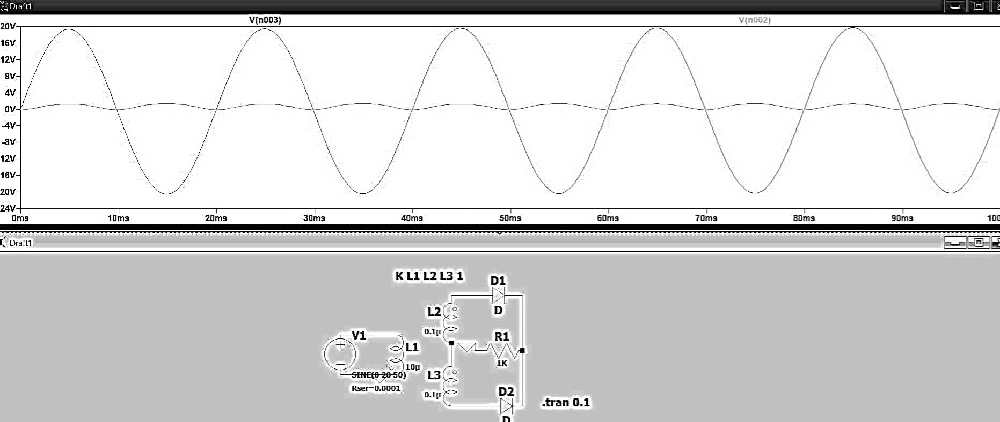 Draft1
V(n003) V(n002)
20V
16V
12V
8V
4V
0V
-4V
-8V
12V
16V
20V
24V
0ms 10ms 20ms 30ms 40ms 50ms 60ms 70ms 80ms 90ms 100
Draft1
K L1 L2 L3 1
D1
D
L2
0.1µ
V1
R1
L1
1K
10µ
SINE(0 20 50)
L3
Rser=0.0001
0.1µ
D2
.tran 0.1
D